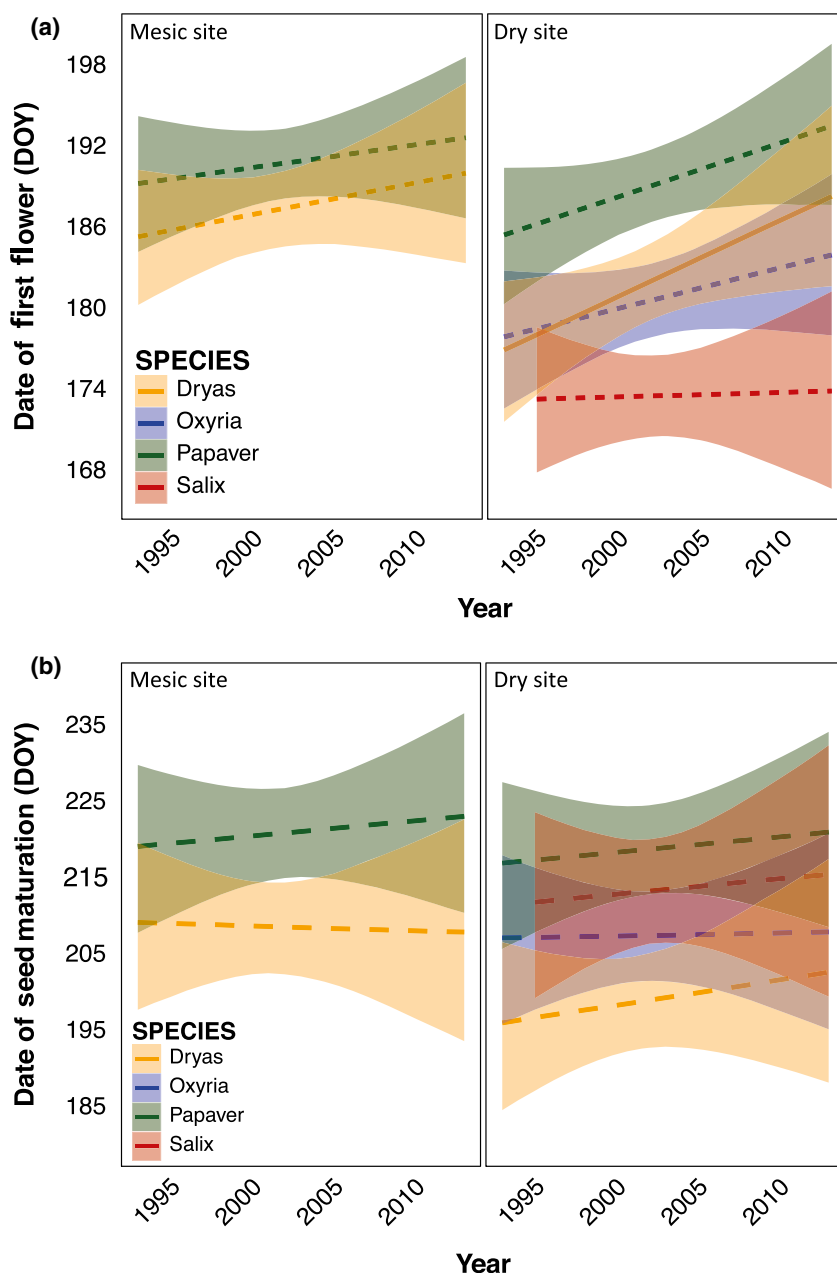 (a)
Mesic site
Dry site
Date of first flower (DOY)
198
192
186
180
174
168
SPECIES
Dryas
Oxyria
Papaver
Salix
1995 2000 2005 2010
1995 2000 2005 2010
Year
(b)
Mesic site
Dry site
Date of seed maturation (DOY)
235
225
215
205
195
185
SPECIES
Dryas
Oxyria
Papaver
Salix
1995 2000 2005 2010
1995 2000 2005 2010
Year